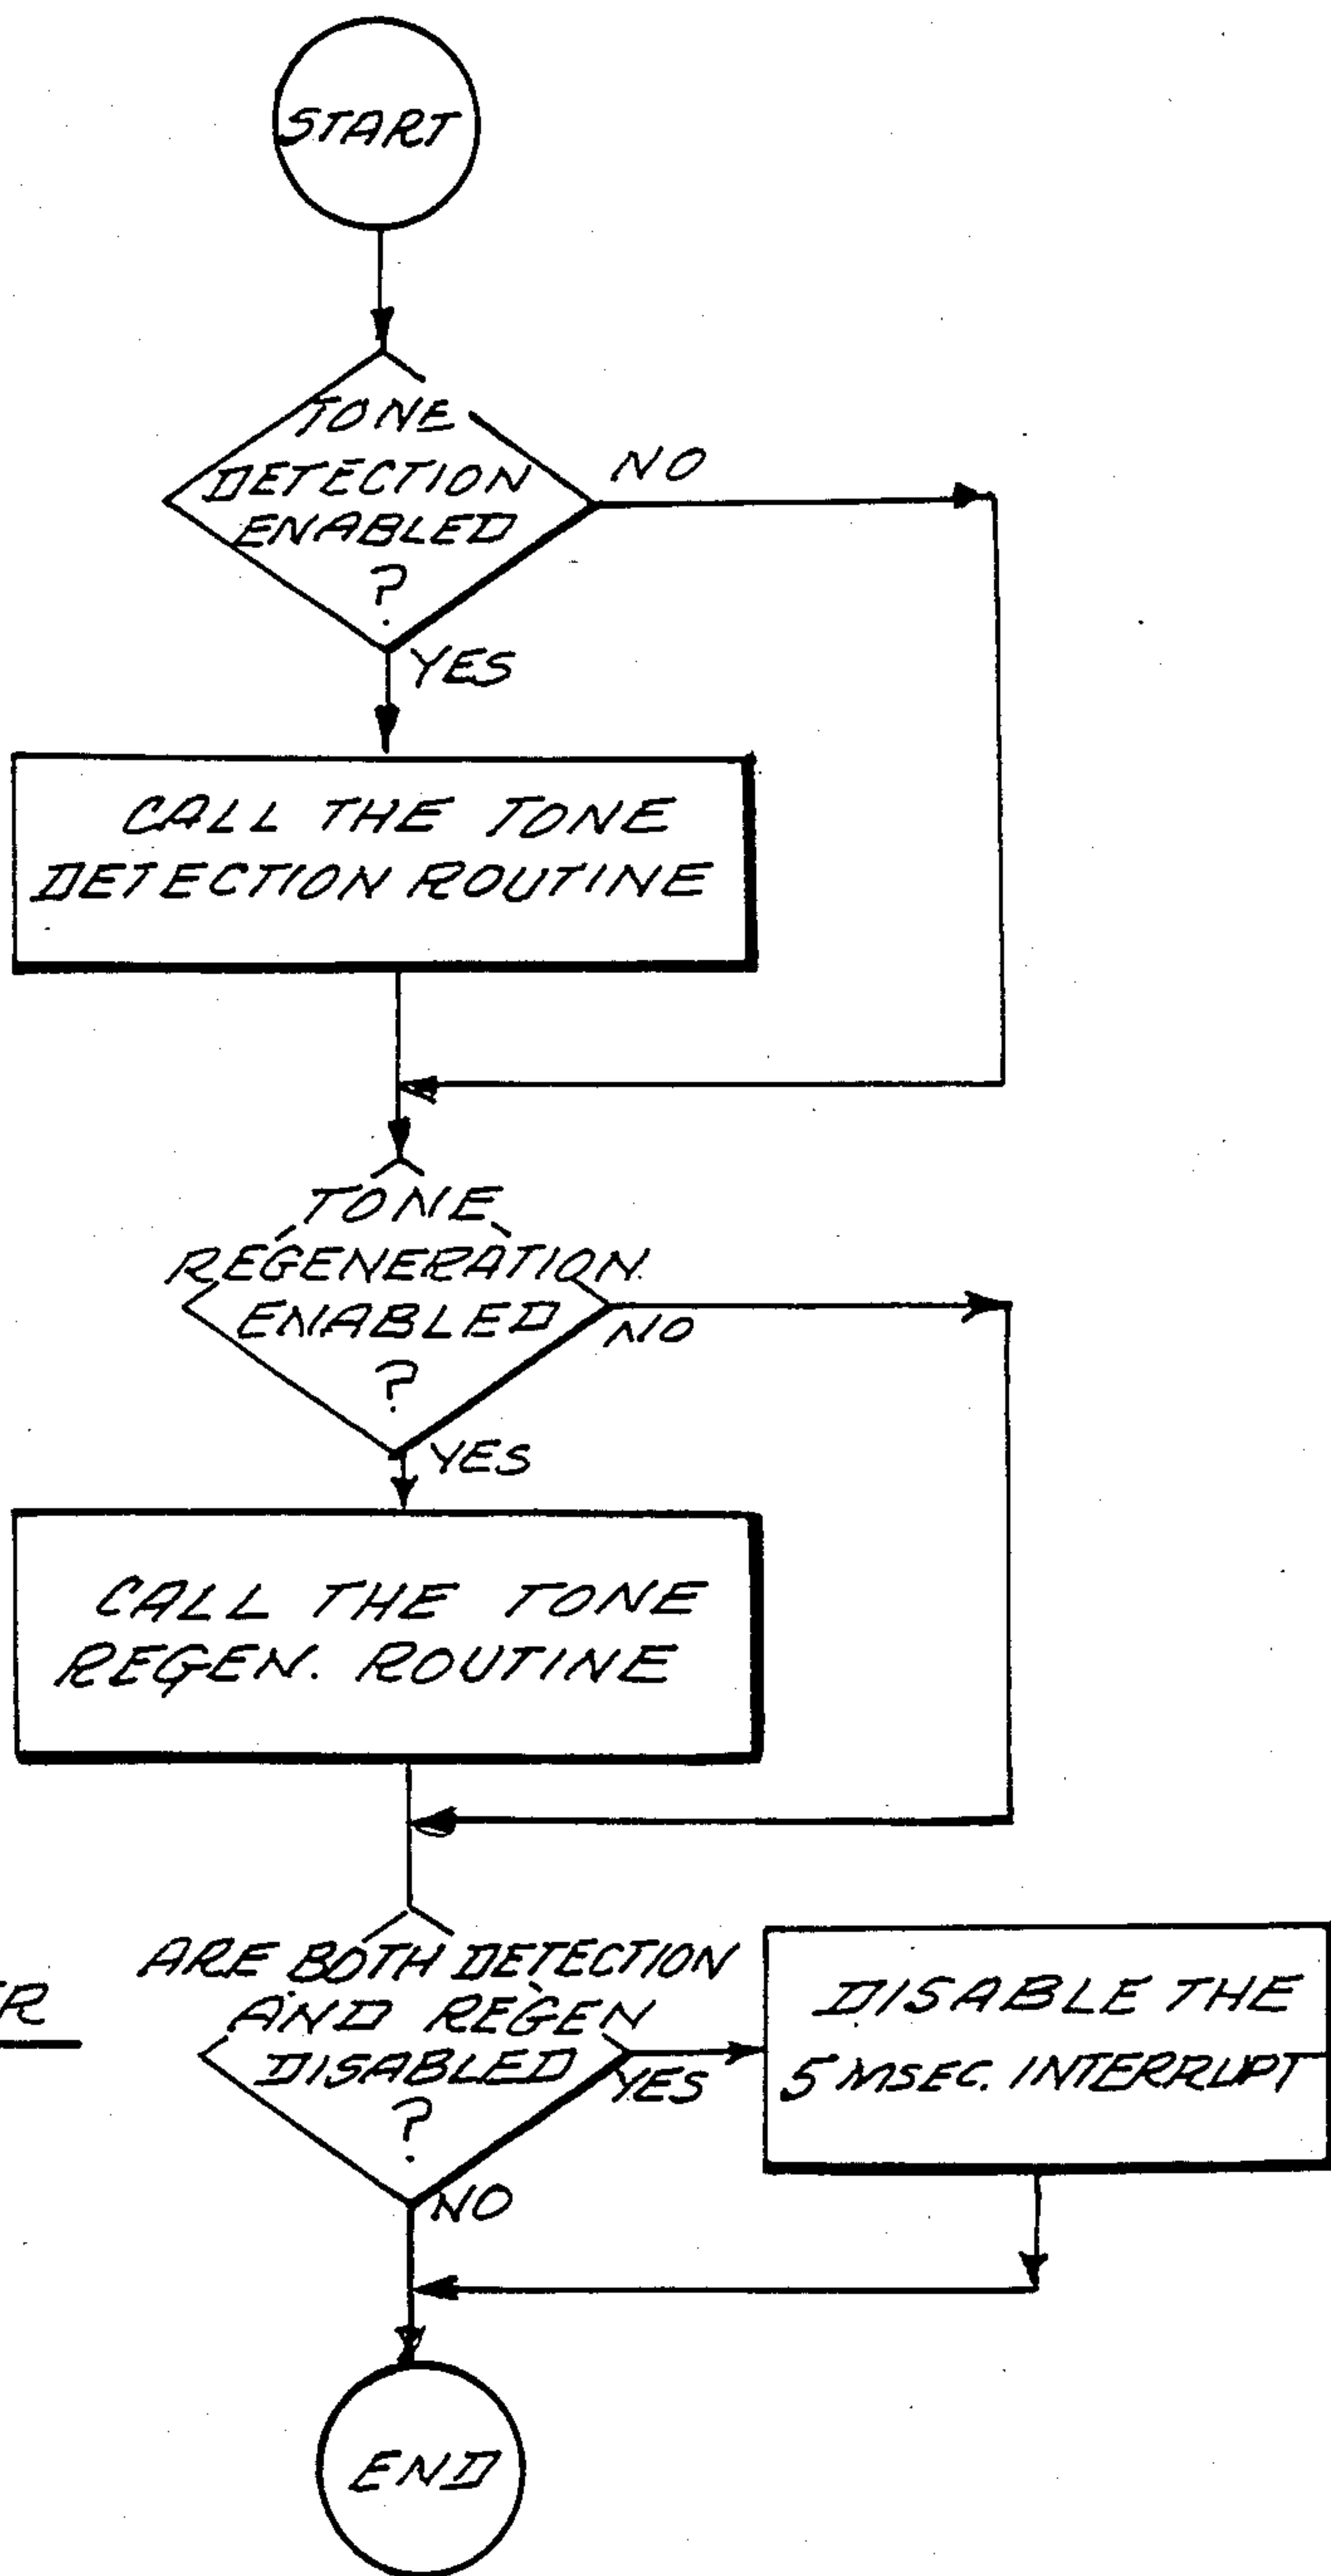 START
TONE
DETECTION
ENABLED
?
NO
YES
CALL THE TONE
DETECTION ROUTINE
TONE
REGENERATION
ENABLED
?
NO
YES
CALL THE TONE
REGEN. ROUTINE
ARE BOTH DETECTION
AND REGEN
DISABLED
?
YES
NO
DISABLE THE
5 MSEC. INTERRUPT
END